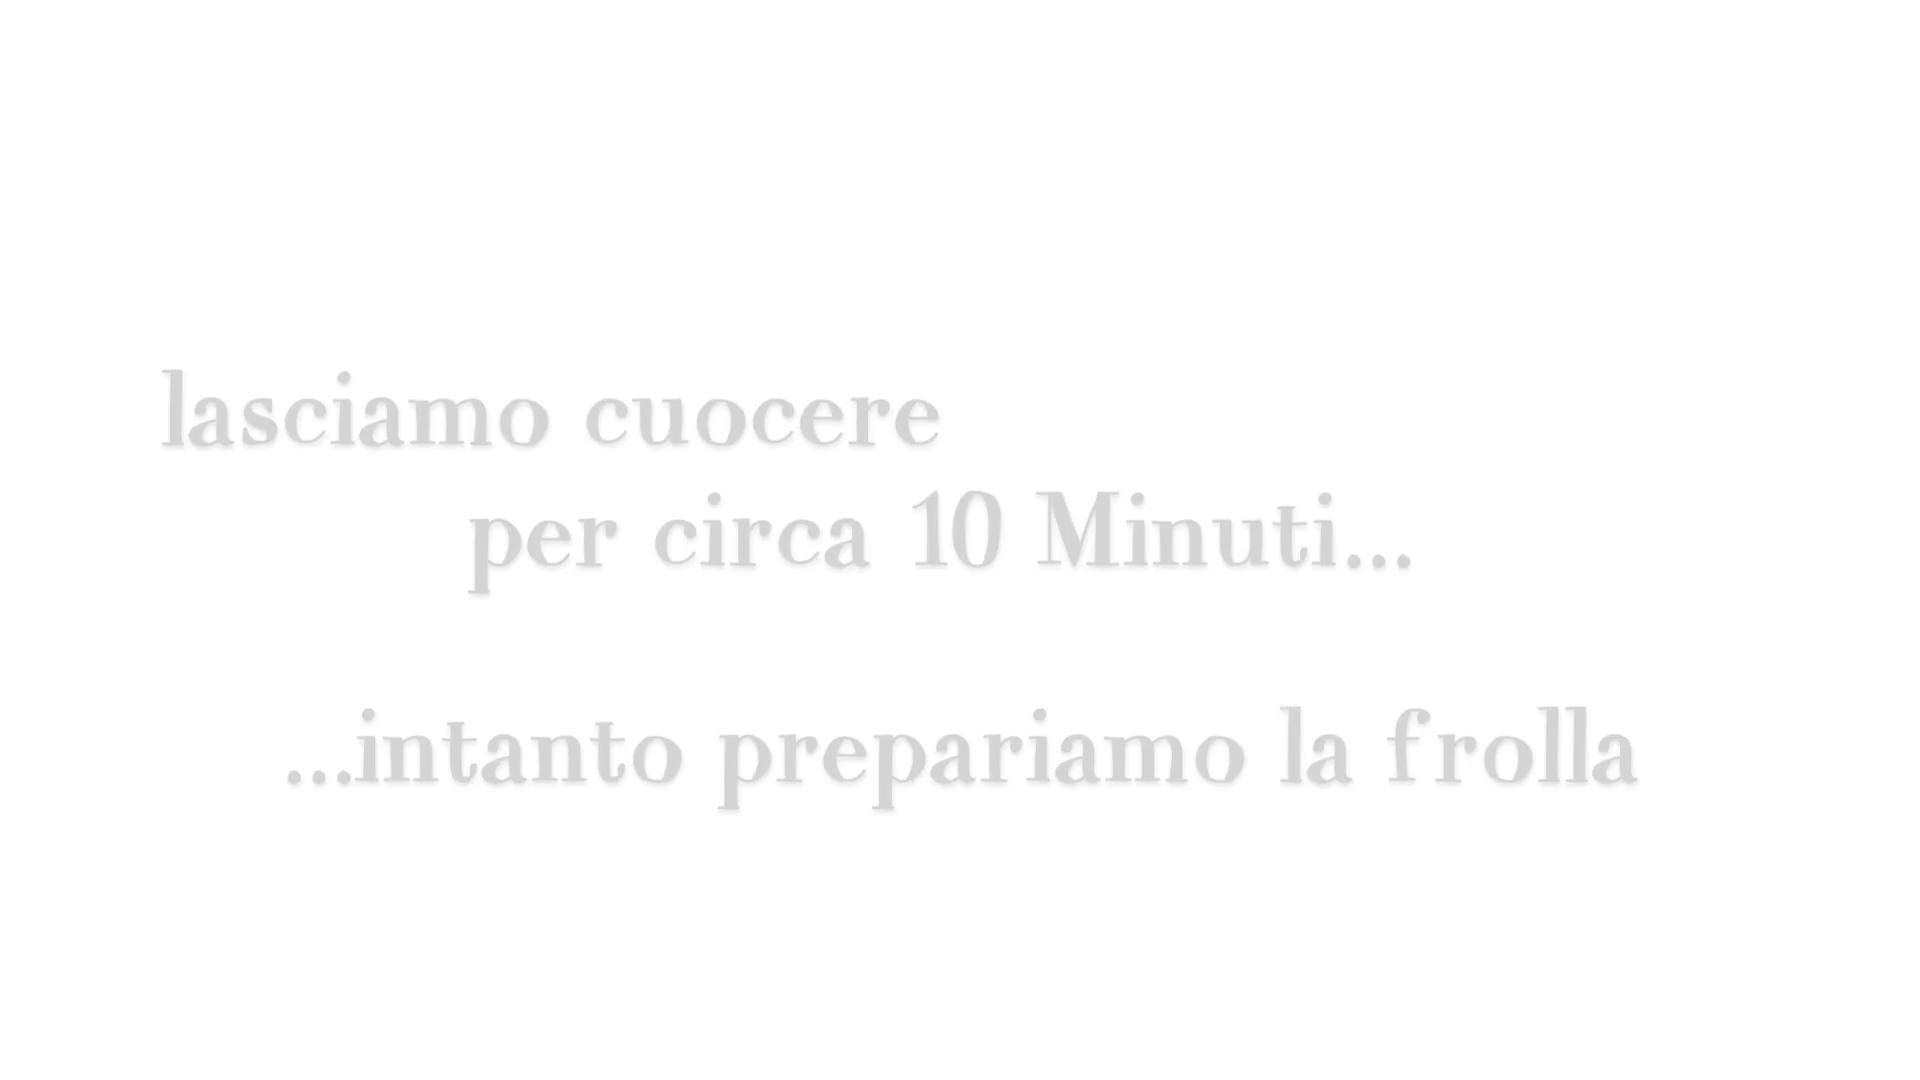 lasciamo cuocere
per circa 10 Minuti...
...intanto prepariamo la frolla